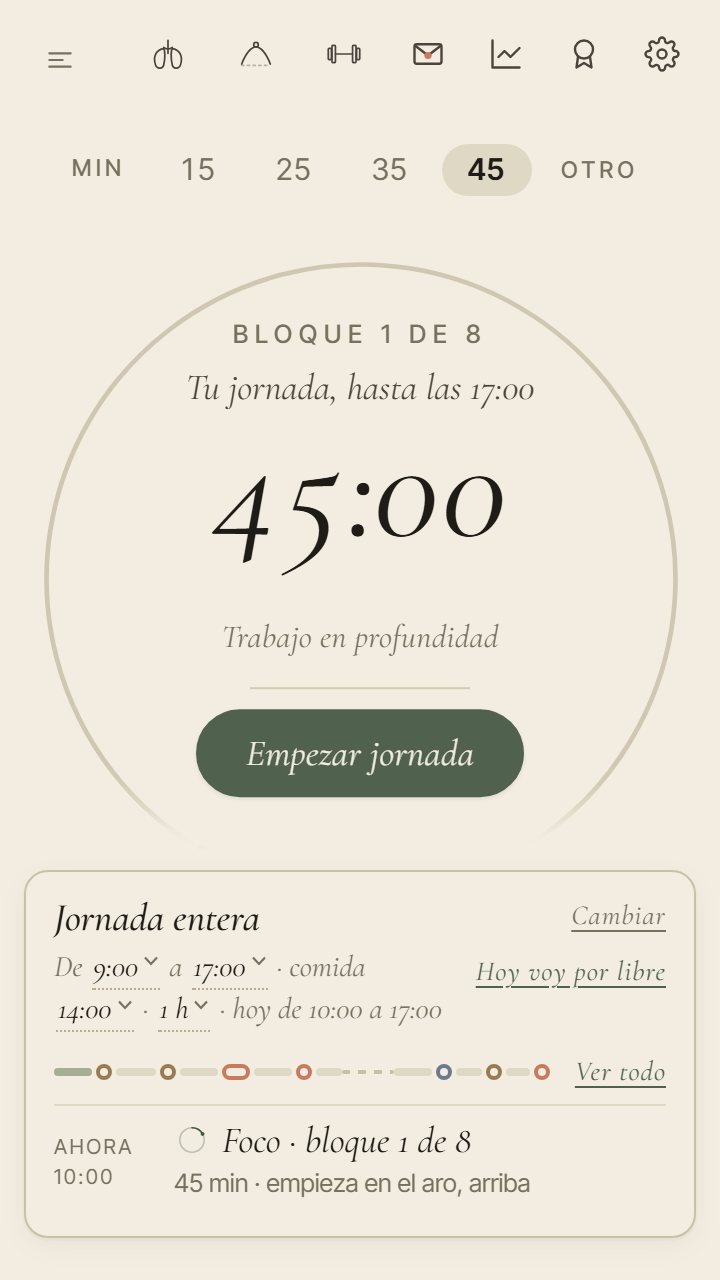 MIN 15 25 35 45 OTRO
BLOQUE 1 DE 8
Tu jornada, hasta las 17:00
45:00
Trabajo en profundidad
Empezar jornada
Jornada entera
Cambiar
De 9:00 a 17:00 · comida
Hoy voy por libre
14:00 · 1 h · hoy de 10:00 a 17:00
Ver todo
AHORA
10:00
Foco · bloque 1 de 8
45 min · empieza en el aro, arriba